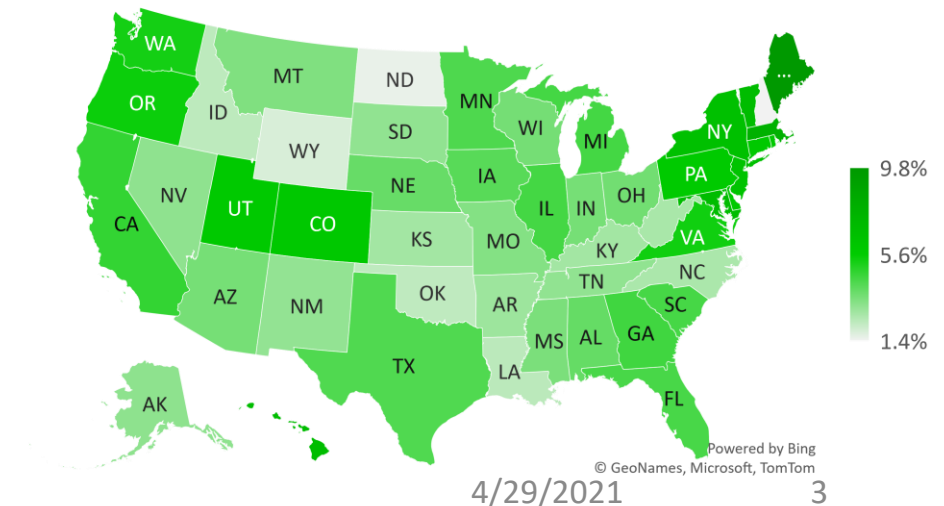 WA
MT
ND
MN
...
OR
ID
SD
WI
MI
NY
WY
IA
PA
NE
NV
UT
CO
IL
IN
OH
CA
KS
MO
KY
VA
AZ
NM
OK
AR
TN
NC
SC
TX
LA
MS
AL
GA
AK
FL
9.8%
5.6%
1.4%
Powered by Bing
© GeoNames, Microsoft, TomTom
4/29/2021
3